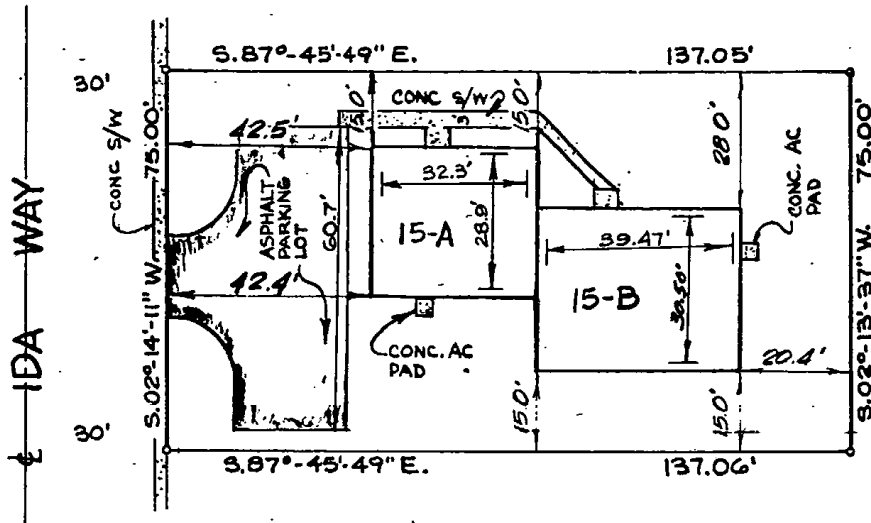 S.87°-45'-49" E.
137.05'
30'
CONC S/W
15.0'
15.0'
28.0'
42.5'
CONC S/W
75.00'
75.00'
32.3'
28.9'
60.7'
ASPHALT
PARKING
LOT
15-A
39.47'
30.50'
15-B
CONC. AC
PAD
IDA WAY
42.4'
S.02°-14'-11" W.
S.02°-13'-37" W.
CONC. AC
PAD
20.4'
15.0'
15.0'
30'
S.87°-45'-49" E.
137.06'